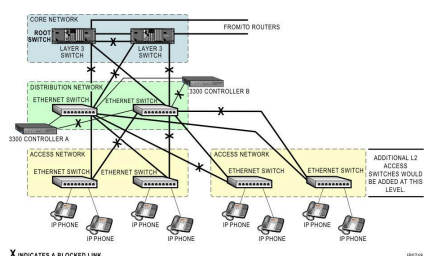 CORE NETWORK
FROM/TO ROUTERS
ROOT
SWITCH
LAYER 3
SWITCH
LAYER 3
SWITCH
DISTRIBUTION NETWORK
ETHERNET SWITCH
ETHERNET SWITCH
3300 CONTROLLER B
3300 CONTROLLER A
ACCESS NETWORK
ACCESS NETWORK
ETHERNET SWITCH
ETHERNET SWITCH
ETHERNET SWITCH
ETHERNET SWITCH
ADDITIONAL L2
ACCESS
SWITCHES WOULD
BE ADDED AT THIS
LEVEL.
IP PHONE
IP PHONE
IP PHONE
IP PHONE
IP PHONE
IP PHONE
IP PHONE
IP PHONE
X INDICATES A BLOCKED LINK